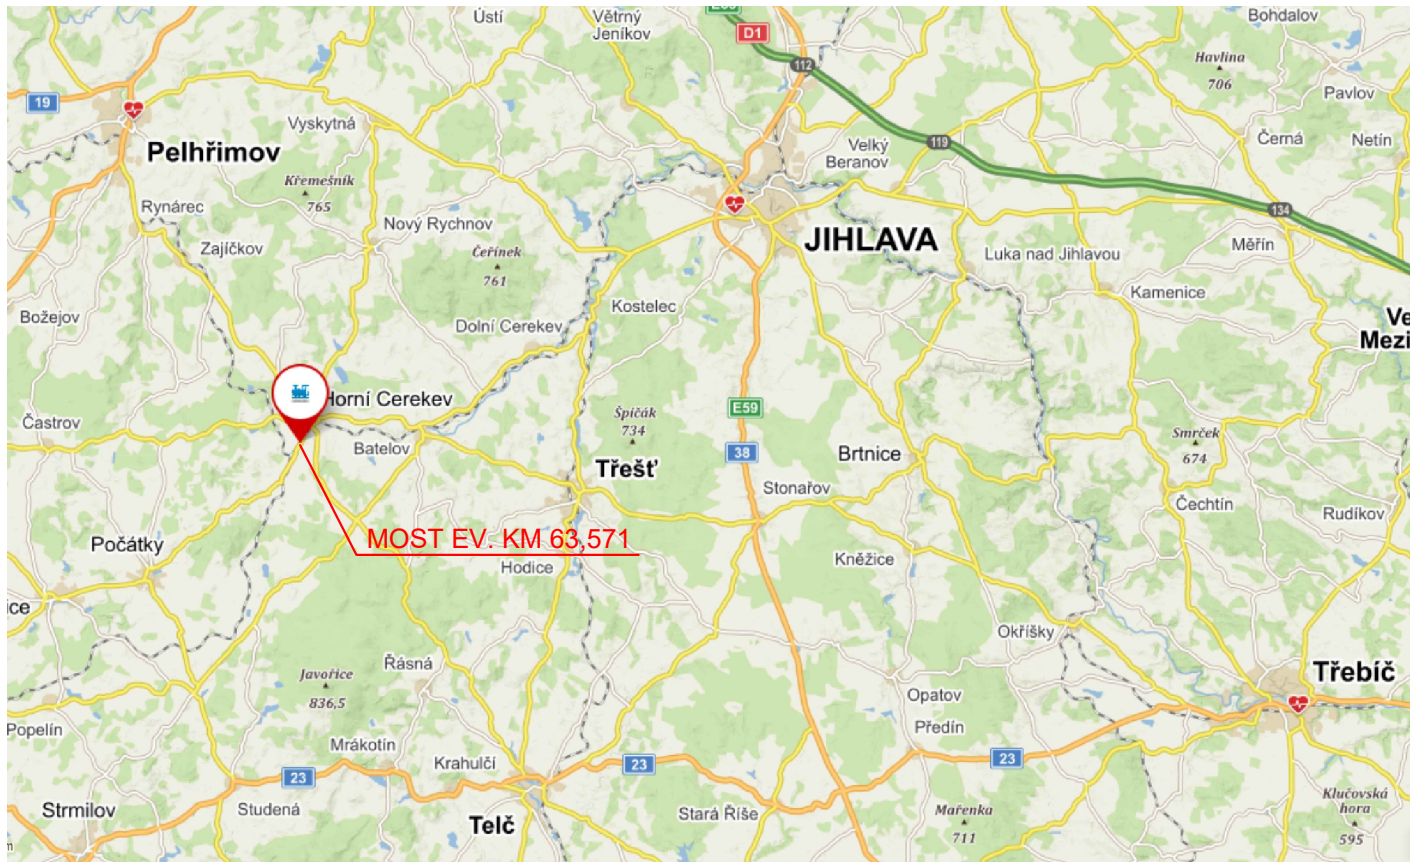 Ústí
Větrný
Jeníkov
D1
112
Bohdalov
Havlina
706
Pavlov
19
Pelhřimov
Vyskytná
Křemešník
765
Velký
Beranov
119
Černá
Netín
Rynárec
Zajíčkov
Nový Rychnov
Čeřínek
761
JIHLAVA
Luka nad Jihlavou
134
Měřín
Kamenice
Božejov
Dolní Cerekev
Kostelec
Ve
Mezi
Horní Cerekev
Častrov
Batelov
Špičák
734
E59
38
Třešť
Brtnice
Smrček
674
Stonařov
Čechtín
Rudíkov
MOST EV. KM 63,571
Počátky
Hodice
Kněžice
ice
Okříšky
Řásná
Javořice
836,5
Třebíč
Popelín
Opatov
Předín
Mrákotín
Krahulčí
23
23
23
Strmilov
Studená
Telč
Stará Říše
Mařenka
711
Klučovská
hora
595
m